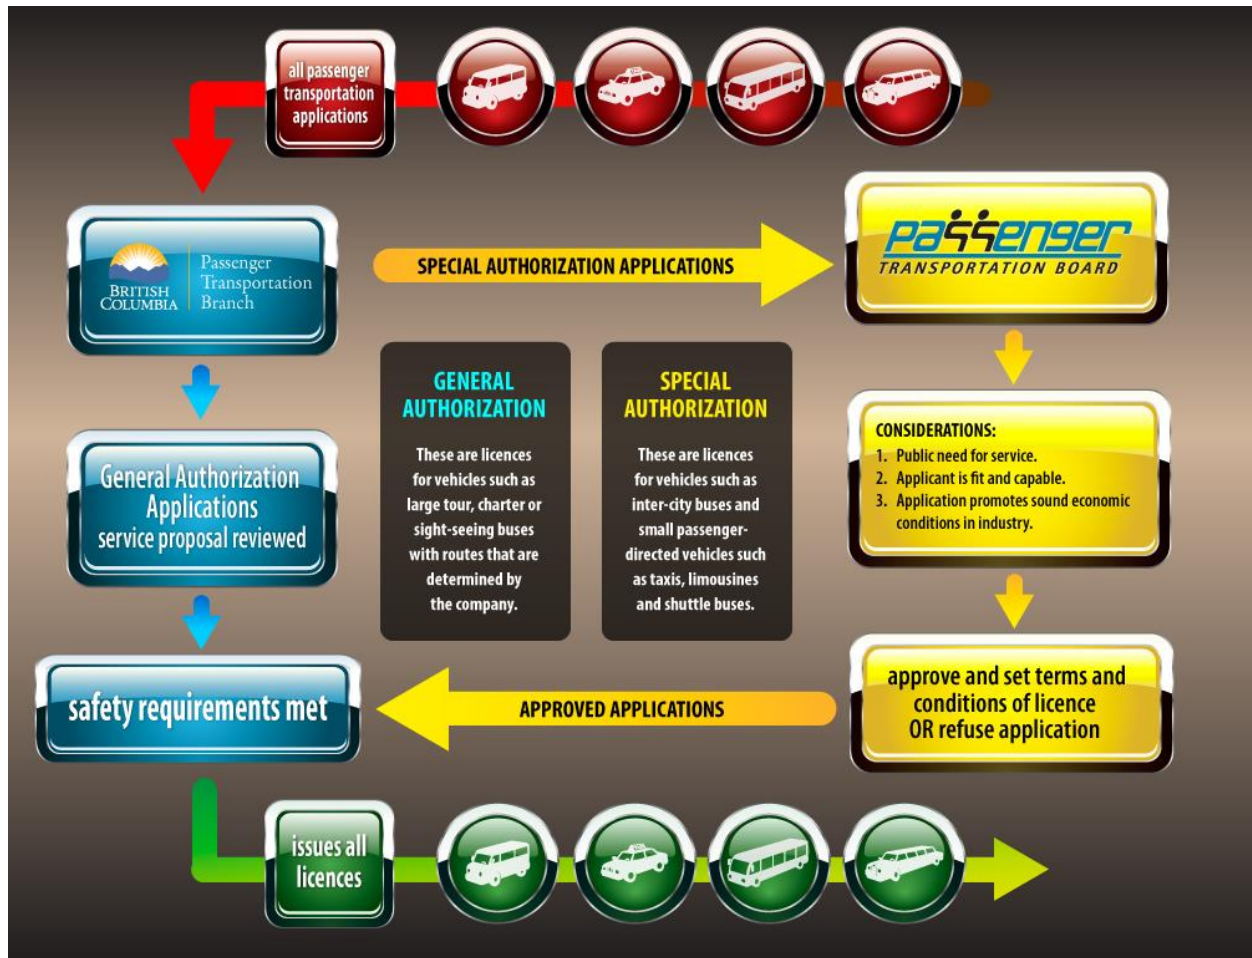 all passenger
transportation
applications
BRITISH
COLUMBIA
Passenger
Transportation
Branch
SPECIAL AUTHORIZATION APPLICATIONS
PASSENGER
TRANSPORTATION BOARD
GENERAL
AUTHORIZATION
These are licences
for vehicles such as
large tour, charter or
sight-seeing buses
with routes that are
determined by
the company.
SPECIAL
AUTHORIZATION
These are licences
for vehicles such as
inter-city buses and
small passenger-
directed vehicles such
as taxis, limousines
and shuttle buses.
CONSIDERATIONS:
1. Public need for service.
2. Applicant is fit and capable.
3. Application promotes sound economic
conditions in industry.
General Authorization
Applications
service proposal reviewed
safety requirements met
APPROVED APPLICATIONS
approve and set terms and
conditions of licence
OR refuse application
issues all
licences